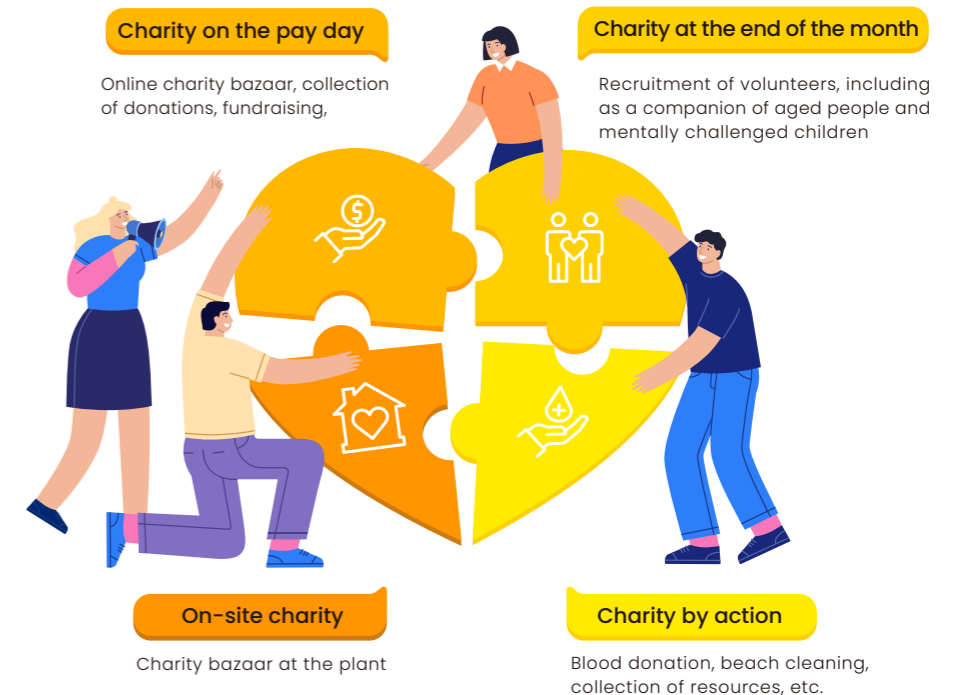 Charity on the pay day
Online charity bazaar, collection
of donations, fundraising,
Charity at the end of the month
Recruitment of volunteers, including
as a companion of aged people and
mentally challenged children
$
On-site charity
Charity bazaar at the plant
Charity by action
Blood donation, beach cleaning,
collection of resources, etc.